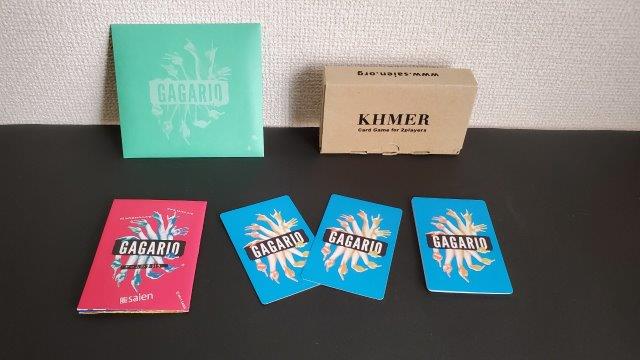 GAGARIO
www.saien.org
KHMER
Card Game for 2players
GAGARIO
saien
GAGARIO
GAGARIO
GAGARIO